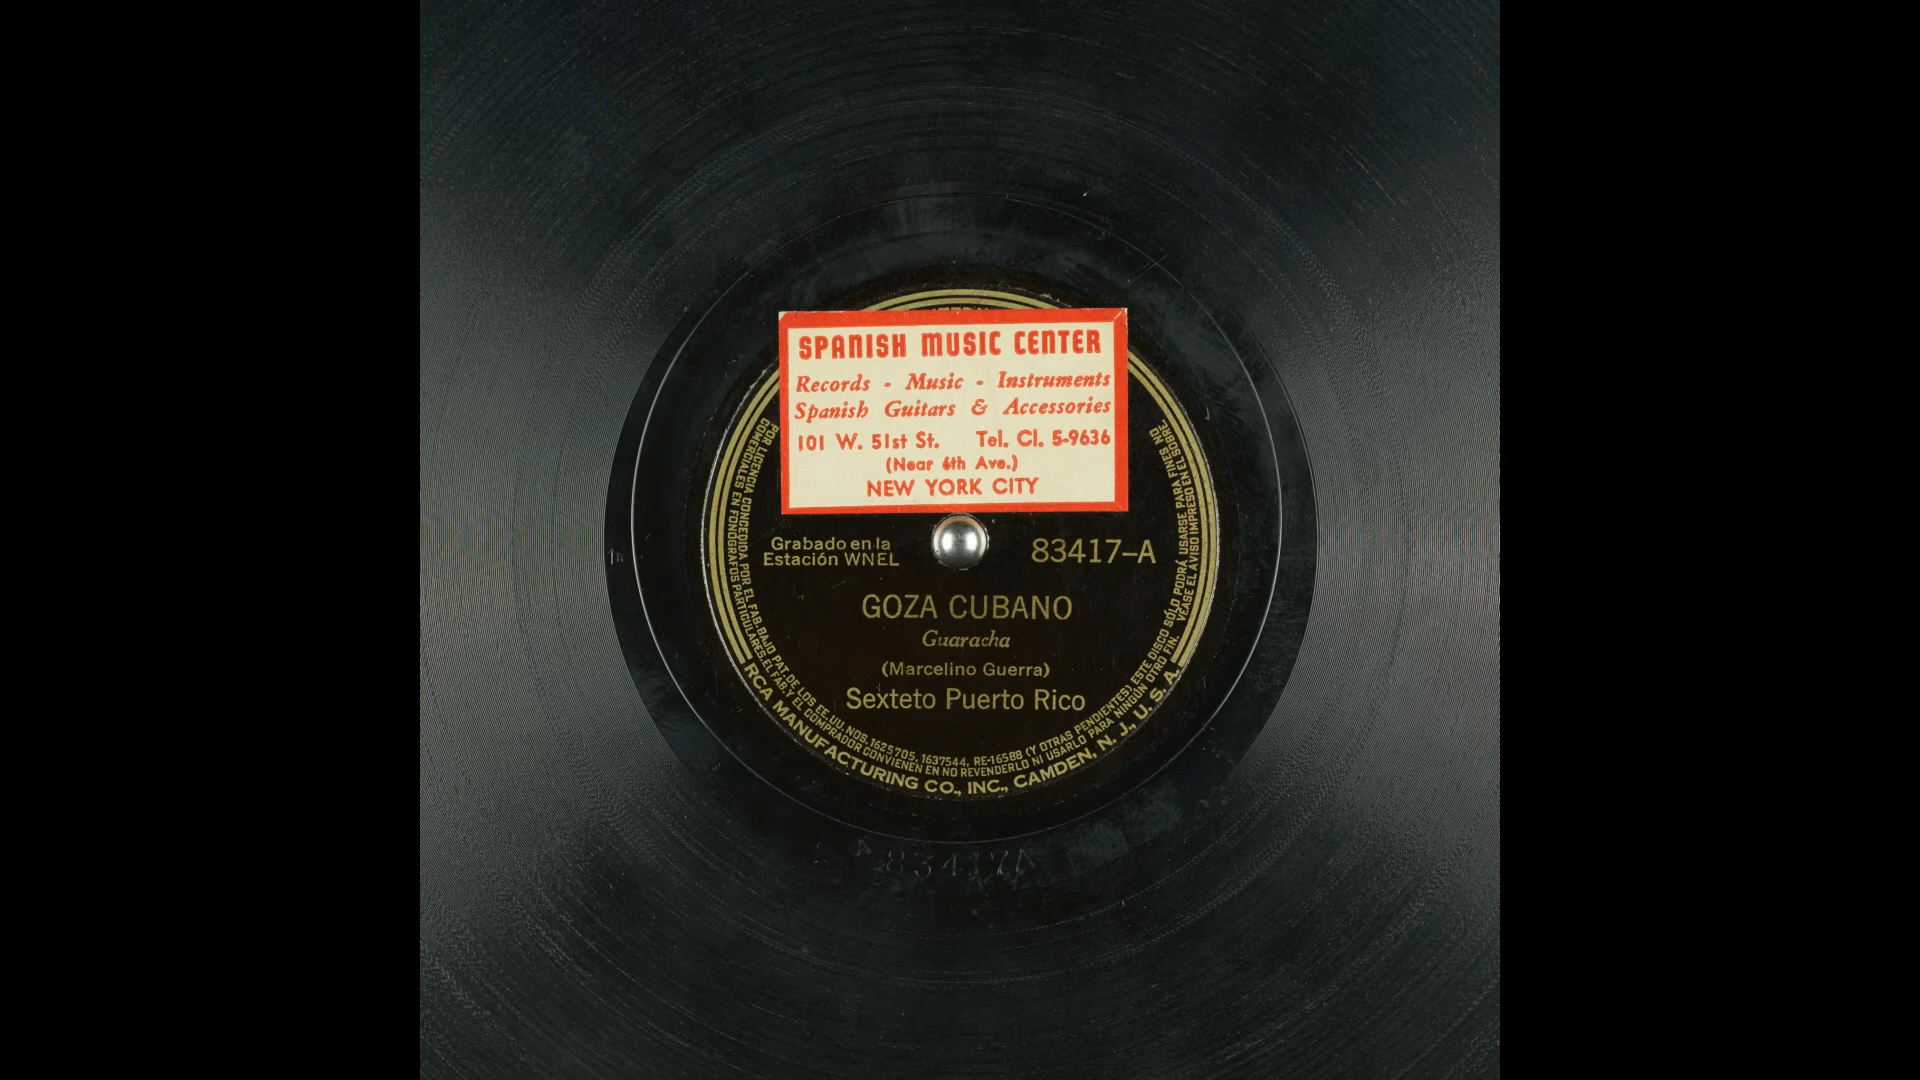 SPANISH MUSIC CENTER
Records - Music - Instruments
Spanish Guitars & Accessories
101 W. 51st St. Tel. CI. 5-9636
(Near 6th Ave.)
NEW YORK CITY
Grabado en la
Estación WNEL
83417-A
GOZA CUBANO
Guaracha
(Marcelino Guerra)
Sexteto Puerto Rico
POR LICENCIA CONCEDIDA POR EL FAB. BAJO PAT. DE LOS EE. UU. NOS. 1625705, 1637544, RE-16588 (Y OTRAS PENDIENTES) ESTE DISCO SÓLO PODRÁ USARSE PARA FINES NO
COMERCIALES EN FONOGRAFOS PARTICULARES. EL FAB. Y EL COMPRADOR CONVIENEN EN NO REVENDERLO NI USARLO PARA NINGÚN OTRO FIN. VEASE EL AVISO IMPRESO EN EL SOBRE.
RCA MANUFACTURING CO., INC., CAMDEN, N. J., U. S. A.
A 83417A